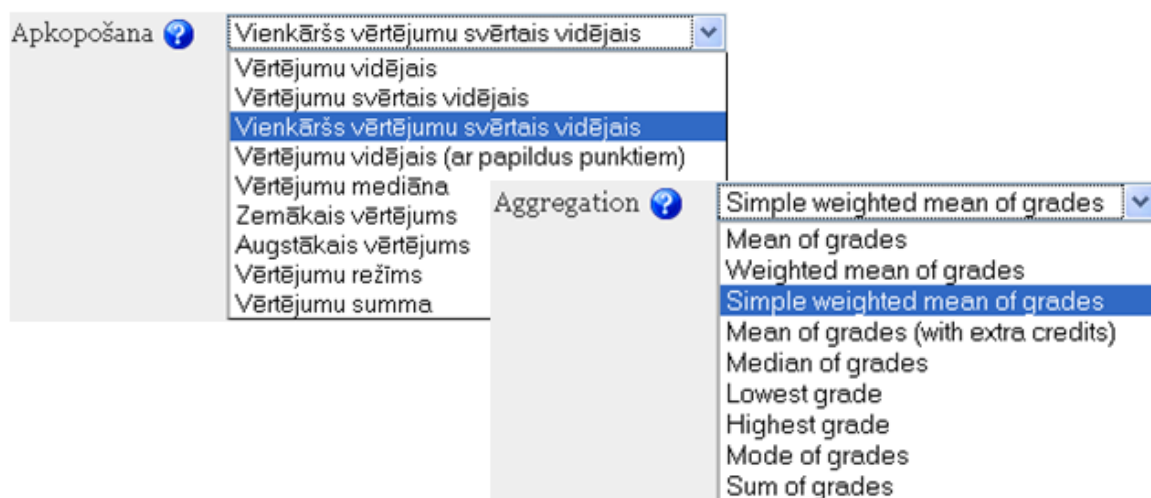 Apkopošana
Vienkāršs vērtējumu svērtais vidējais
Vērtējumu vidējais
Vērtējumu svērtais vidējais
Vienkāršs vērtējumu svērtais vidējais
Vērtējumu vidējais (ar papildus punktiem)
Vērtējumu mediāna
Zemākais vērtējums
Augstākais vērtējums
Vērtējumu režīms
Vērtējumu summa
Aggregation
Simple weighted mean of grades
Mean of grades
Weighted mean of grades
Simple weighted mean of grades
Mean of grades (with extra credits)
Median of grades
Lowest grade
Highest grade
Mode of grades
Sum of grades